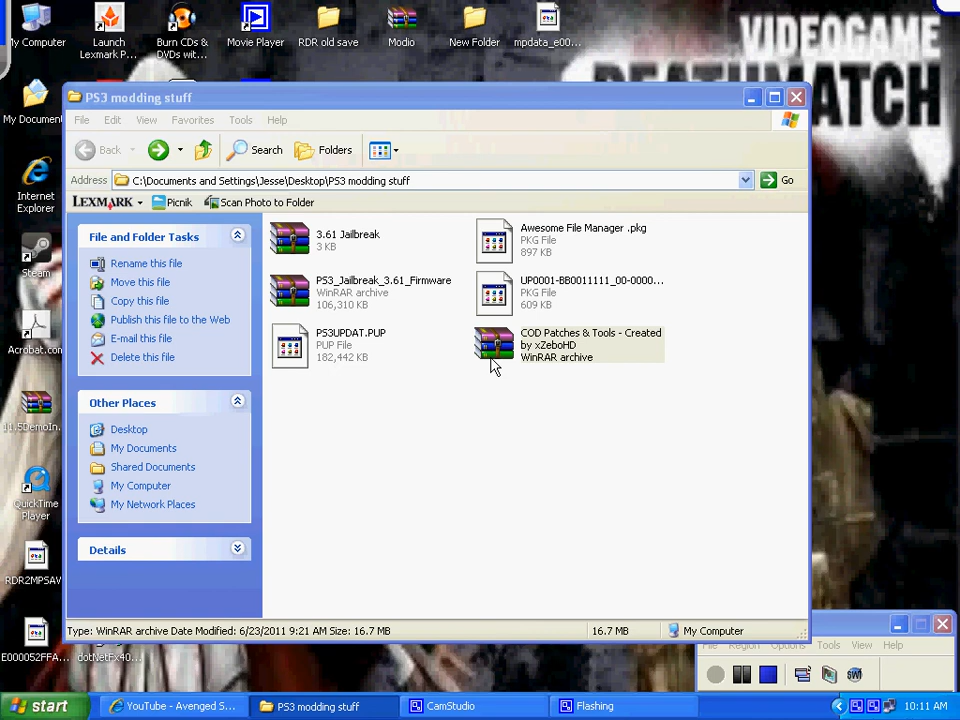 VIDEOGAME
DEATHMATCH
My Computer
Launch
Lexmark P...
Burn CDs &
DVDs wit...
Movie Player
RDR old save
Modio
New Folder
mpdata_e00...
PS3 modding stuff
File Edit View Favorites Tools Help
Back
Search
Folders
Address
C:\Documents and Settings\Jesse\Desktop\PS3 modding stuff
Go
LEXMARK
Picnik
Scan Photo to Folder
File and Folder Tasks
Rename this file
Move this file
Copy this file
Publish this file to the Web
E-mail this file
Delete this file
Other Places
Desktop
My Documents
Shared Documents
My Computer
My Network Places
Details
3.61 Jailbreak
3 KB
Awesome File Manager .pkg
PKG File
897 KB
PS3_Jailbreak_3.61_Firmware
WinRAR archive
106,310 KB
UP0001-BB0011111_00-0000...
PKG File
609 KB
PS3UPDAT.PUP
PUP File
182,442 KB
COD Patches & Tools - Created
by xZeboHD
WinRAR archive
Type: WinRAR archive Date Modified: 6/23/2011 9:21 AM Size: 16.7 MB
16.7 MB
My Computer
My Documen
Internet
Explorer
Steam
Acrobat.com
11.5DemoIn...
QuickTime
Player
RDR2MPSAV
E000052FFA...
dotNetFx40...
File Region Options Tools View Help
start
YouTube - Avenged S...
PS3 modding stuff
CamStudio
Flashing
10:11 AM